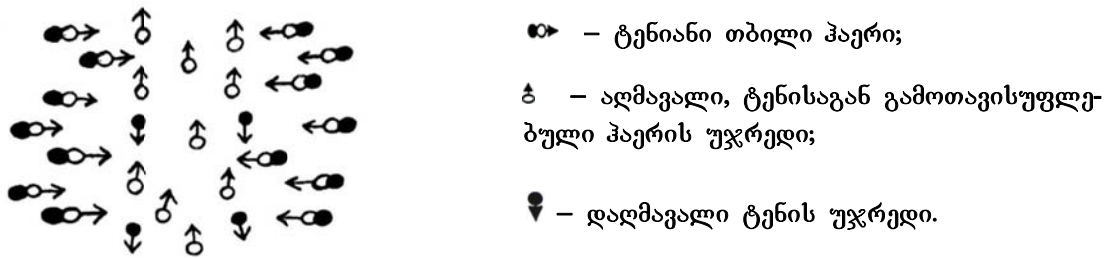 – ტენიანი თბილი ჰაერი;
– აღმავალი, ტენისაგან გამოთავისუფლე-
ბული ჰაერის უჯრედი;
– დაღმავალი ტენის უჯრედი.